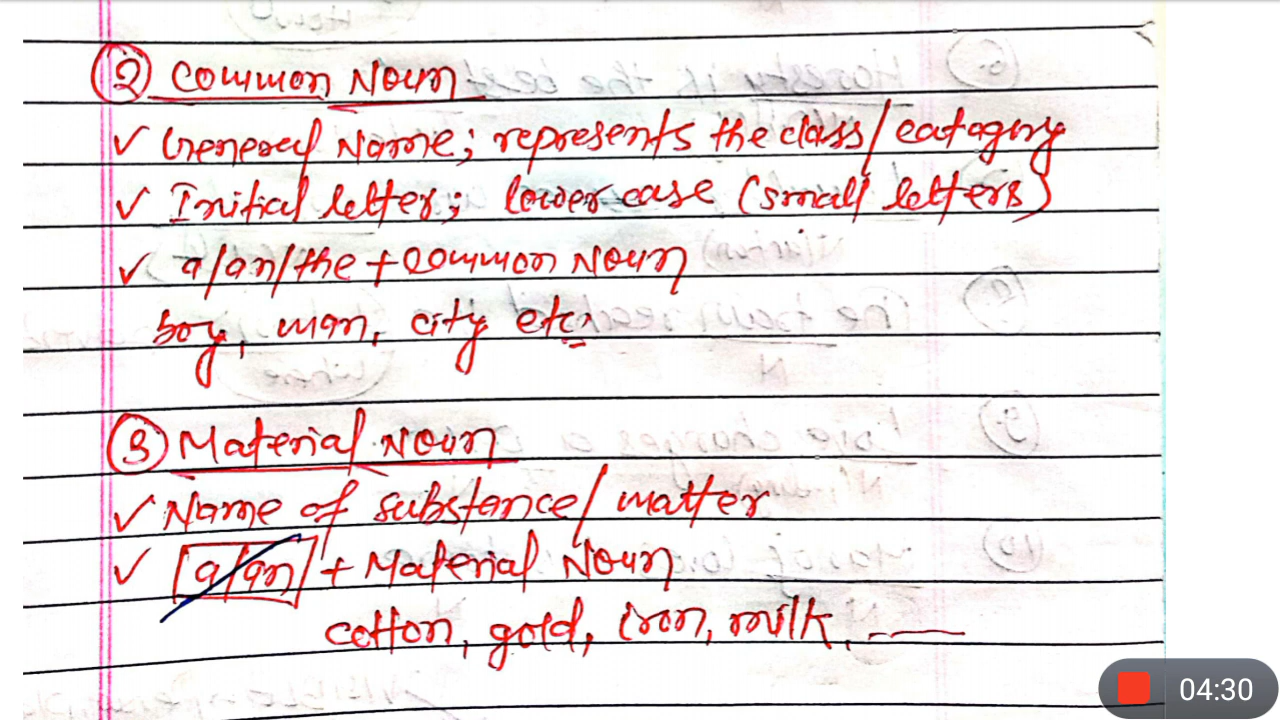 ② Common Noun
✓ General Name; represents the class/catagory
✓ Initial letter; lower case (small letters)
✓ a/an/the + Common Noun
boy, man, city etc.
③ Material Noun
✓ Name of substance/matter
✓ a/an + Material Noun
cotton, gold, iron, milk, ——
04:30